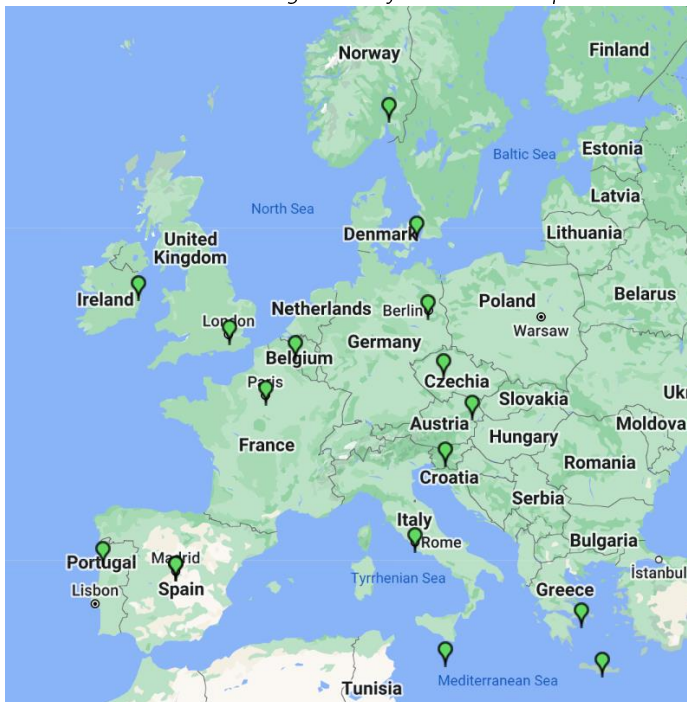 Norway
Finland
Baltic Sea
Estonia
Latvia
North Sea
Denmark
Lithuania
United
Kingdom
Ireland
Netherlands
Berlin
Poland
Belarus
London
Warsaw
Belgium
Germany
Paris
Czechia
Slovakia
Ukr
Austria
Moldova
France
Hungary
Romania
Croatia
Serbia
Italy
Rome
Bulgaria
Portugal
Madrid
İstanbul
Lisbon
Spain
Tyrrhenian Sea
Greece
Tunisia
Mediterranean Sea